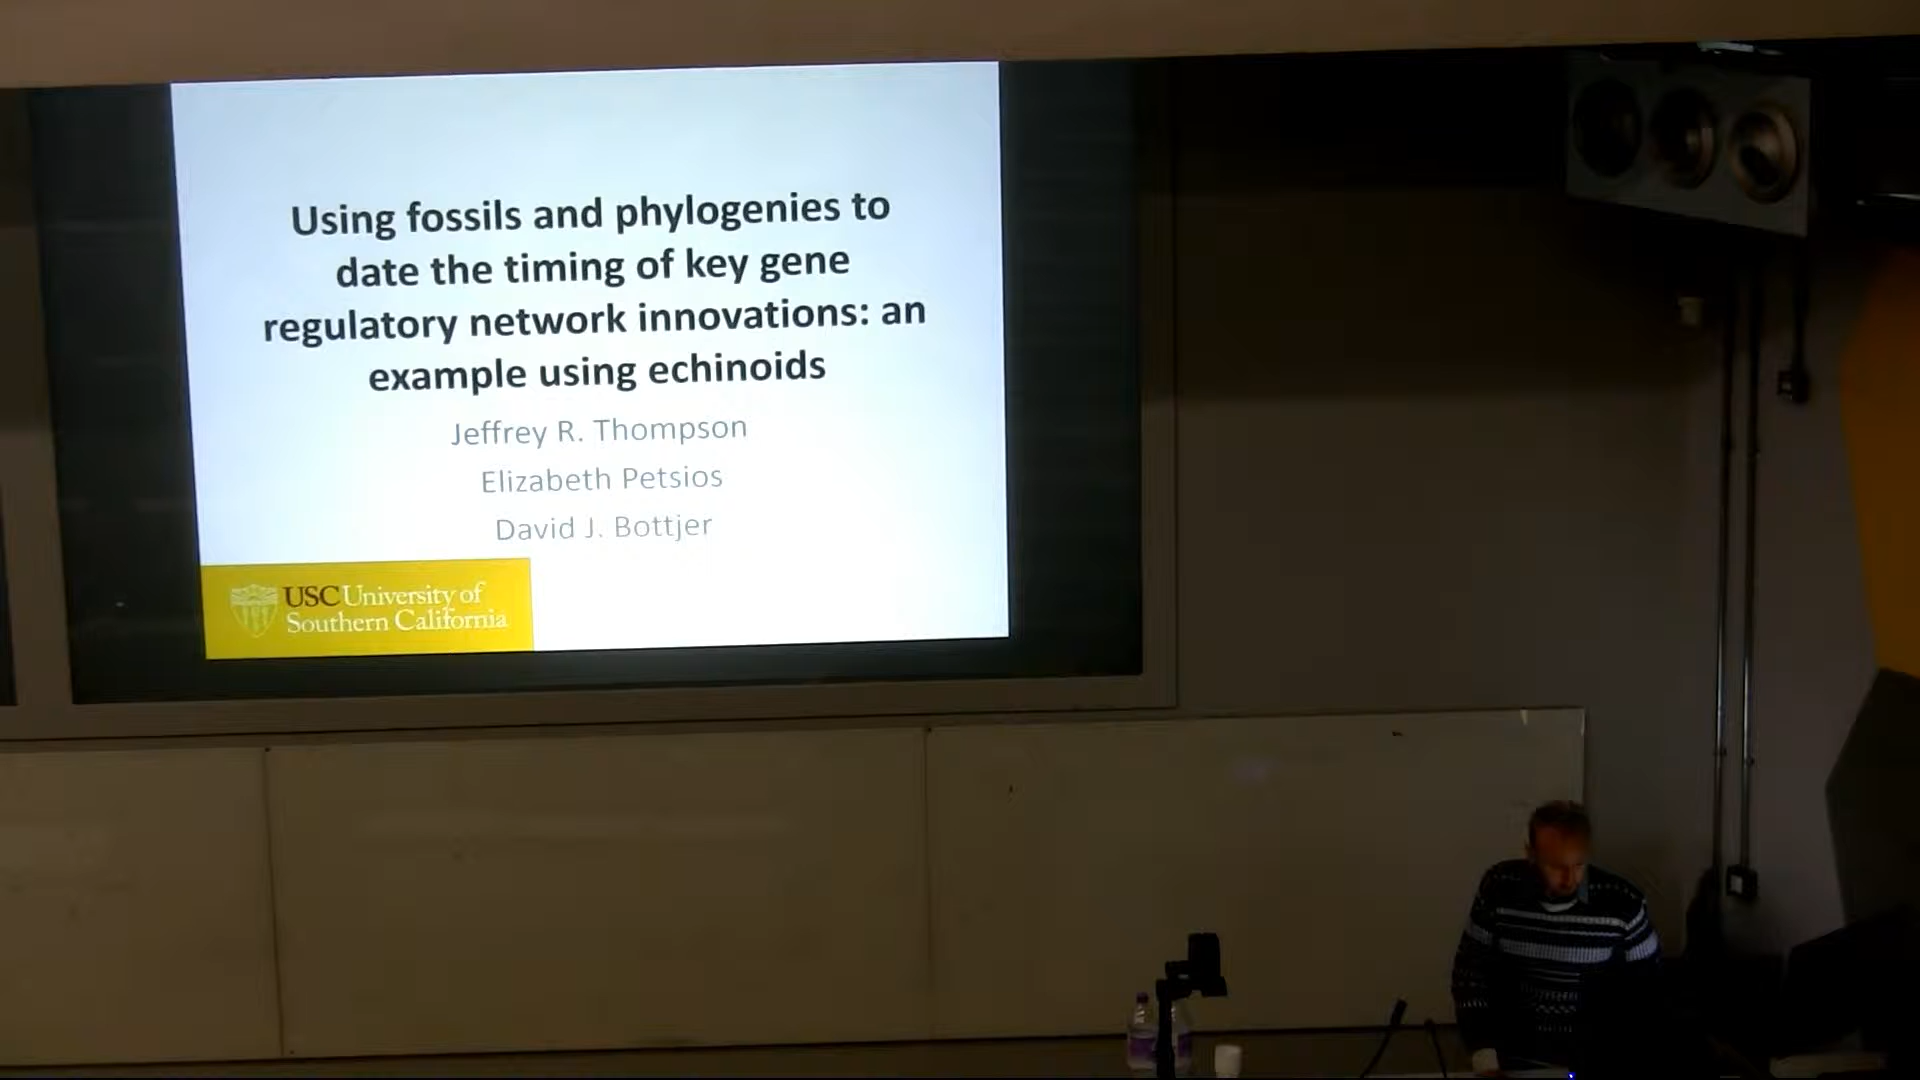 Using fossils and phylogenies to
date the timing of key gene
regulatory network innovations: an
example using echinoids
Jeffrey R. Thompson
Elizabeth Petsios
David J. Bottjer
USC University of
Southern California